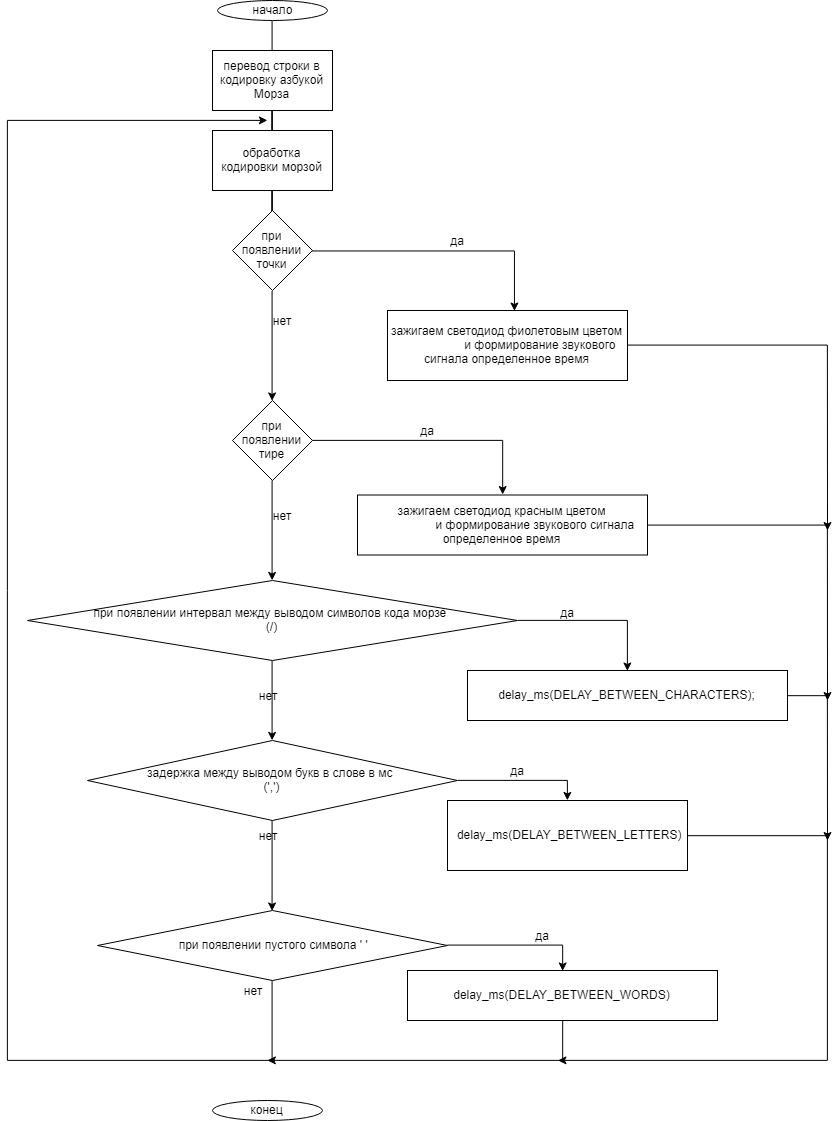 начало
перевод строки в
кодировку азбукой
Морза
обработка
кодировки морзой
при
появлении
точки
да
нет
зажигаем светодиод фиолетовым цветом
и формирование звукового
сигнала определенное время
при
появлении
тире
да
нет
зажигаем светодиод красным цветом
и формирование звукового сигнала
определенное время
при появлении интервал между выводом символов кода морзе
(/)
да
нет
delay_ms(DELAY_BETWEEN_CHARACTERS);
задержка между выводом букв в слове в мс
(',')
да
нет
delay_ms(DELAY_BETWEEN_LETTERS)
при появлении пустого символа ' '
да
нет
delay_ms(DELAY_BETWEEN_WORDS)
конец